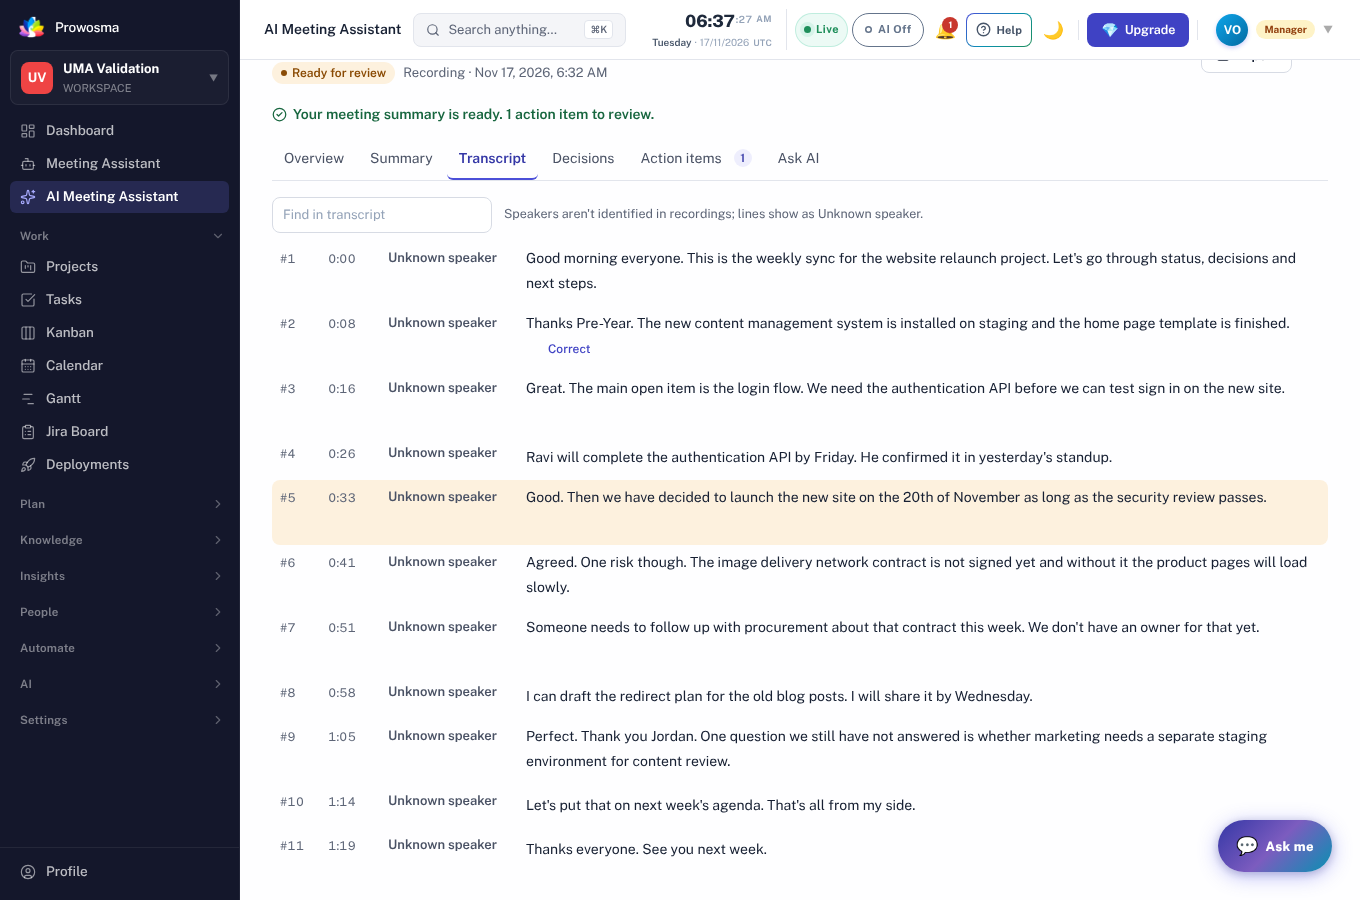 Prowosma
UV
UMA Validation
WORKSPACE
Dashboard
Meeting Assistant
AI Meeting Assistant
Work
Projects
Tasks
Kanban
Calendar
Gantt
Jira Board
Deployments
Plan
Knowledge
Insights
People
Automate
AI
Settings
Profile
AI Meeting Assistant
Search anything...
⌘K
06:37:27 AM
Tuesday · 17/11/2026 UTC
Live
AI Off
1
Help
Upgrade
VO
Manager
Ready for review
Recording · Nov 17, 2026, 6:32 AM
Your meeting summary is ready. 1 action item to review.
Overview
Summary
Transcript
Decisions
Action items 1
Ask AI
Find in transcript
Speakers aren't identified in recordings; lines show as Unknown speaker.
#1 0:00 Unknown speaker Good morning everyone. This is the weekly sync for the website relaunch project. Let's go through status, decisions and
next steps.
#2 0:08 Unknown speaker Thanks Pre-Year. The new content management system is installed on staging and the home page template is finished.
Correct
#3 0:16 Unknown speaker Great. The main open item is the login flow. We need the authentication API before we can test sign in on the new site.
#4 0:26 Unknown speaker Ravi will complete the authentication API by Friday. He confirmed it in yesterday's standup.
#5 0:33 Unknown speaker Good. Then we have decided to launch the new site on the 20th of November as long as the security review passes.
#6 0:41 Unknown speaker Agreed. One risk though. The image delivery network contract is not signed yet and without it the product pages will load
slowly.
#7 0:51 Unknown speaker Someone needs to follow up with procurement about that contract this week. We don't have an owner for that yet.
#8 0:58 Unknown speaker I can draft the redirect plan for the old blog posts. I will share it by Wednesday.
#9 1:05 Unknown speaker Perfect. Thank you Jordan. One question we still have not answered is whether marketing needs a separate staging
environment for content review.
#10 1:14 Unknown speaker Let's put that on next week's agenda. That's all from my side.
#11 1:19 Unknown speaker Thanks everyone. See you next week.
Ask me